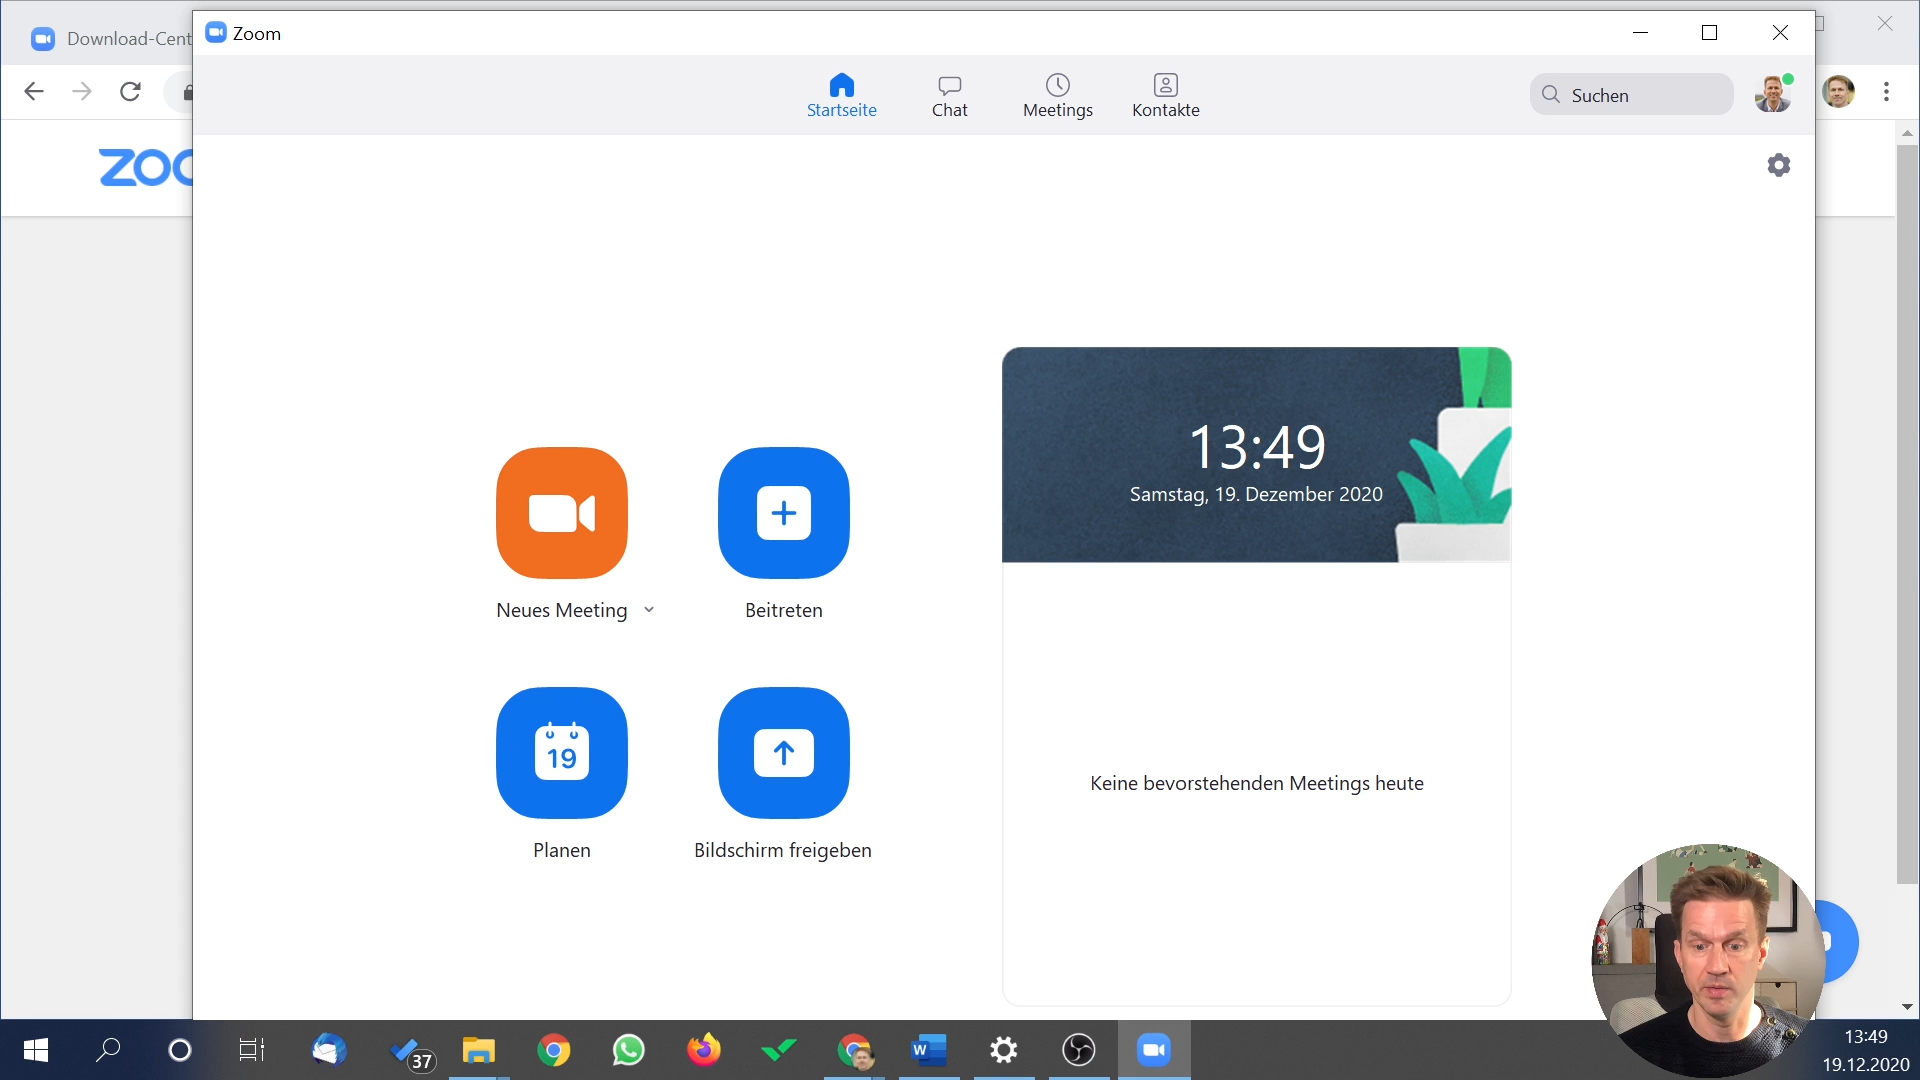 Download-Cent
Zoom
Startseite
Chat
Meetings
Kontakte
Suchen
zoo
13:49
Samstag, 19. Dezember 2020
Neues Meeting
Beitreten
19
Planen
Bildschirm freigeben
Keine bevorstehenden Meetings heute
37
W
13:49
19.12.2020